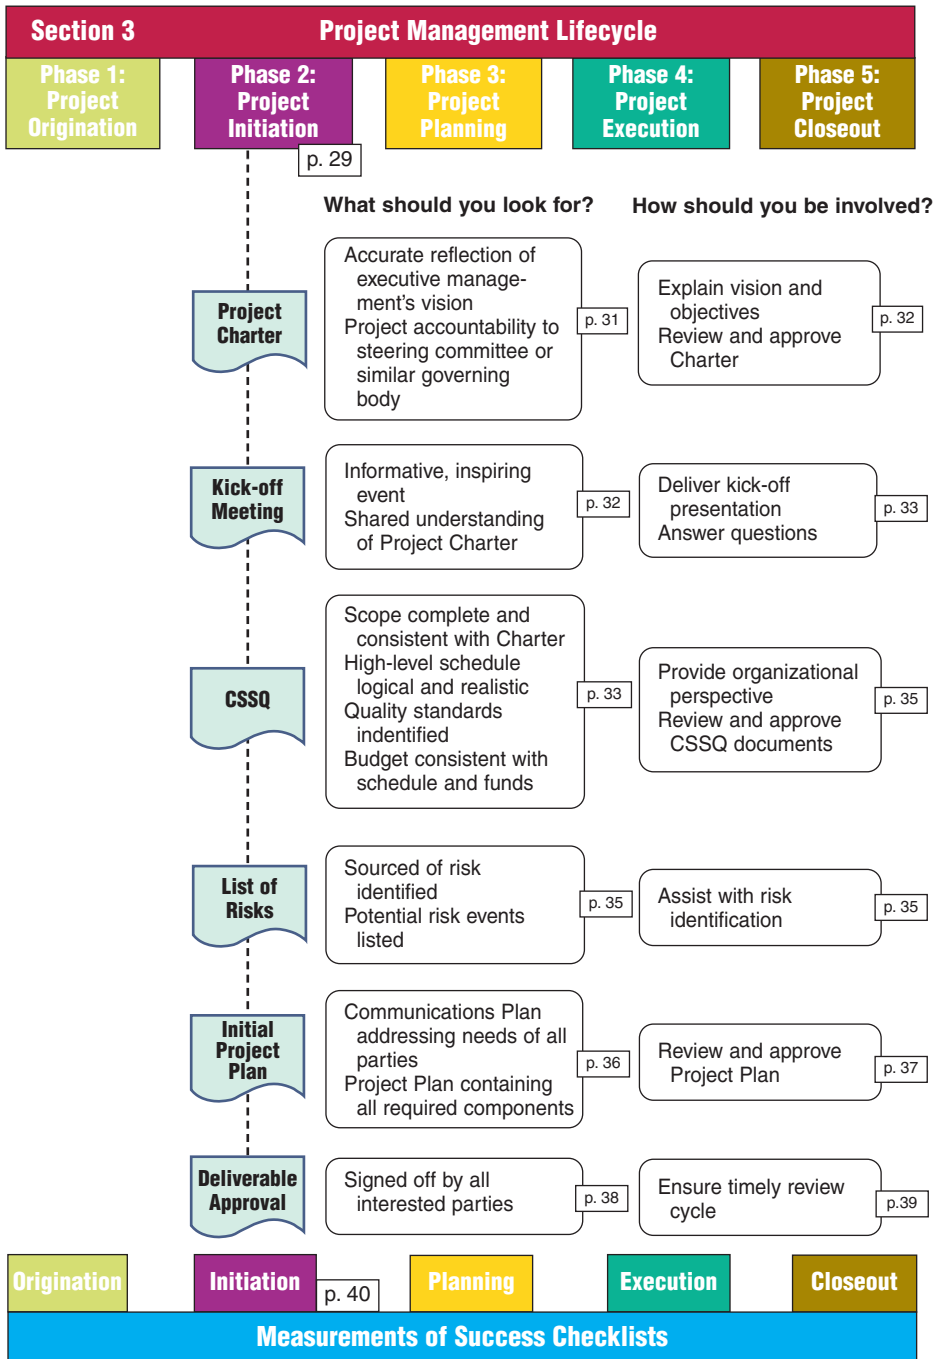 Section 3
Project Management Lifecycle
Phase 1:
Project
Origination
Phase 2:
Project
Initiation
Phase 3:
Project
Planning
Phase 4:
Project
Execution
Phase 5:
Project
Closeout
p. 29
What should you look for?
How should you be involved?
Project
Charter
Accurate reflection of
executive manage-
ment's vision
Project accountability to
steering committee or
similar governing
body
p. 31
Explain vision and
objectives
Review and approve
Charter
p. 32
Kick-off
Meeting
Informative, inspiring
event
Shared understanding
of Project Charter
p. 32
Deliver kick-off
presentation
Answer questions
p. 33
CSSQ
Scope complete and
consistent with Charter
High-level schedule
logical and realistic
Quality standards
indentified
Budget consistent with
schedule and funds
p. 33
Provide organizational
perspective
Review and approve
CSSQ documents
p. 35
List of
Risks
Sourced of risk
identified
Potential risk events
listed
p. 35
Assist with risk
identification
p. 35
Initial
Project
Plan
Communications Plan
addressing needs of all
parties
Project Plan containing
all required components
p. 36
Review and approve
Project Plan
p. 37
Deliverable
Approval
Signed off by all
interested parties
p. 38
Ensure timely review
cycle
p.39
Origination
Initiation
p. 40
Planning
Execution
Closeout
Measurements of Success Checklists